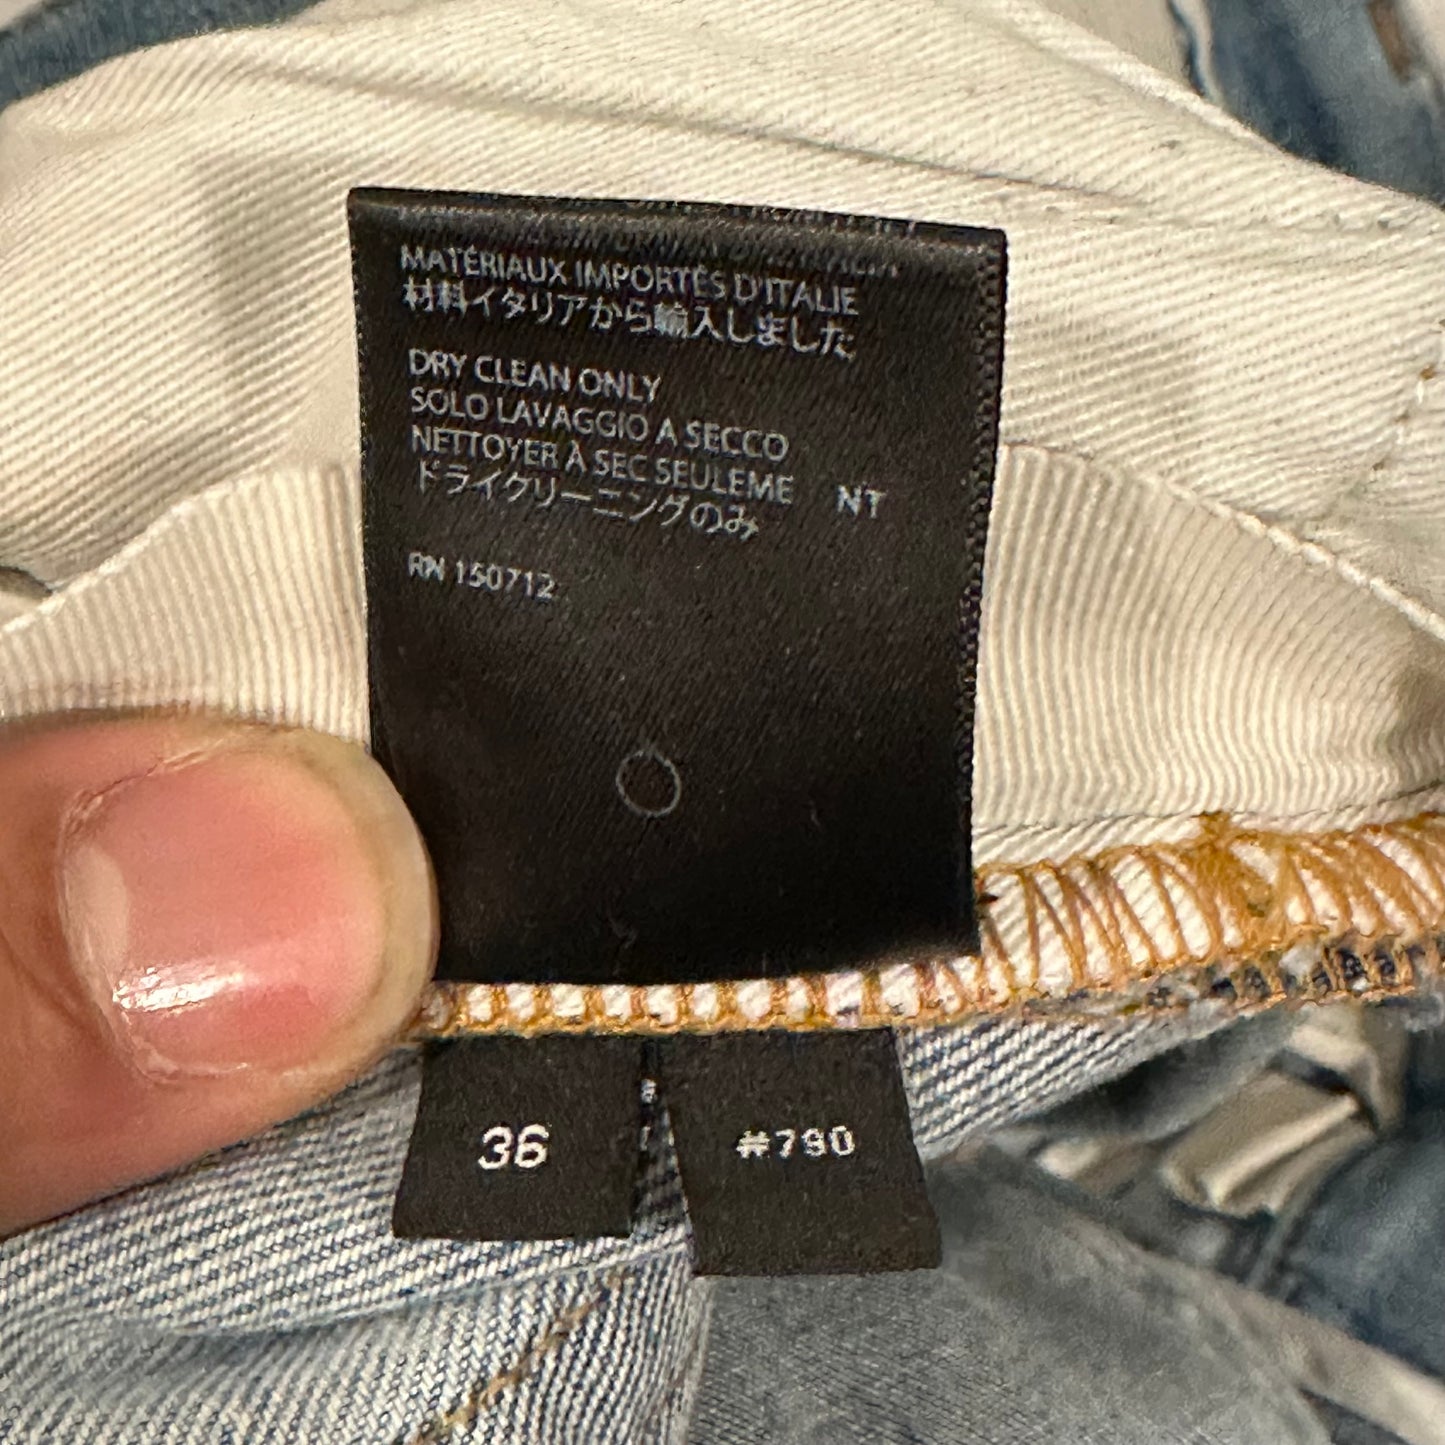 MATÉRIAUX IMPORTÉS D'ITALIE
材料イタリアから輸入しました
DRY CLEAN ONLY
SOLO LAVAGGIO A SECCO
NETTOYER À SEC SEULEME NT
ドライクリーニングのみ
RN 150712
36
#790